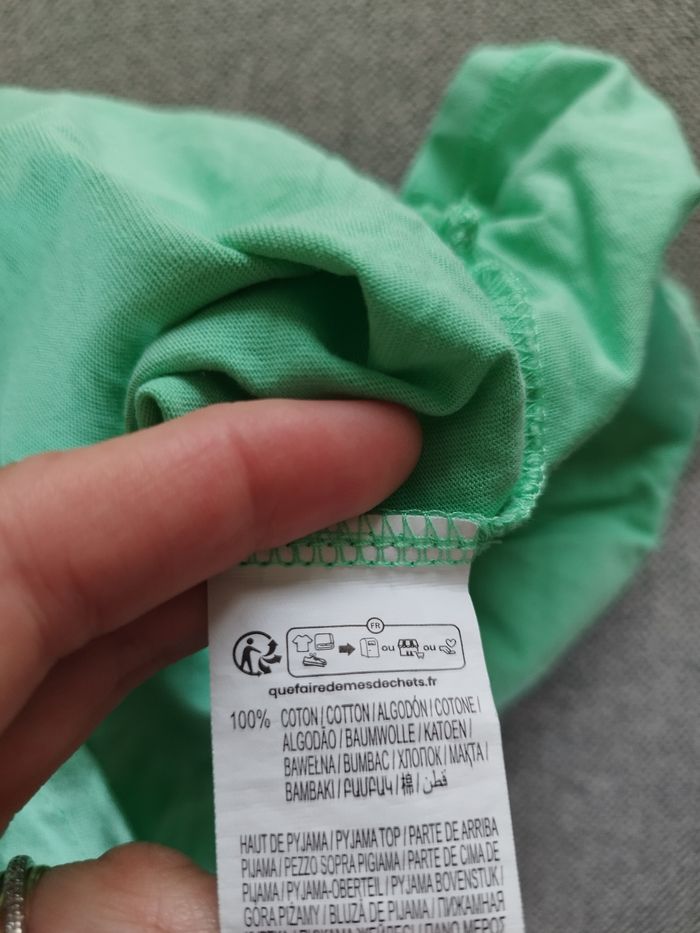 FR
ou ou
quefairedemesdechets.fr
100% COTON / COTTON / ALGODÓN / COTONE /
ALGODÃO / BAUMWOLLE / KATOEN /
BAWEŁNA / BUMBAC / ХЛОПОК / МАҚТА /
BAMBAKI / ԲԱՄԲԱԿ / 棉 / قطن
HAUT DE PYJAMA / PYJAMA TOP / PARTE DE ARRIBA
PIJAMA / PEZZO SOPRA PIGIAMA / PARTE DE CIMA DE
PIJAMA / PYJAMA-OBERTEIL / PYJAMA BOVENSTUK /
GÓRA PIŻAMY / BLUZĂ DE PIJAMA / ПИЖАМНАЯ